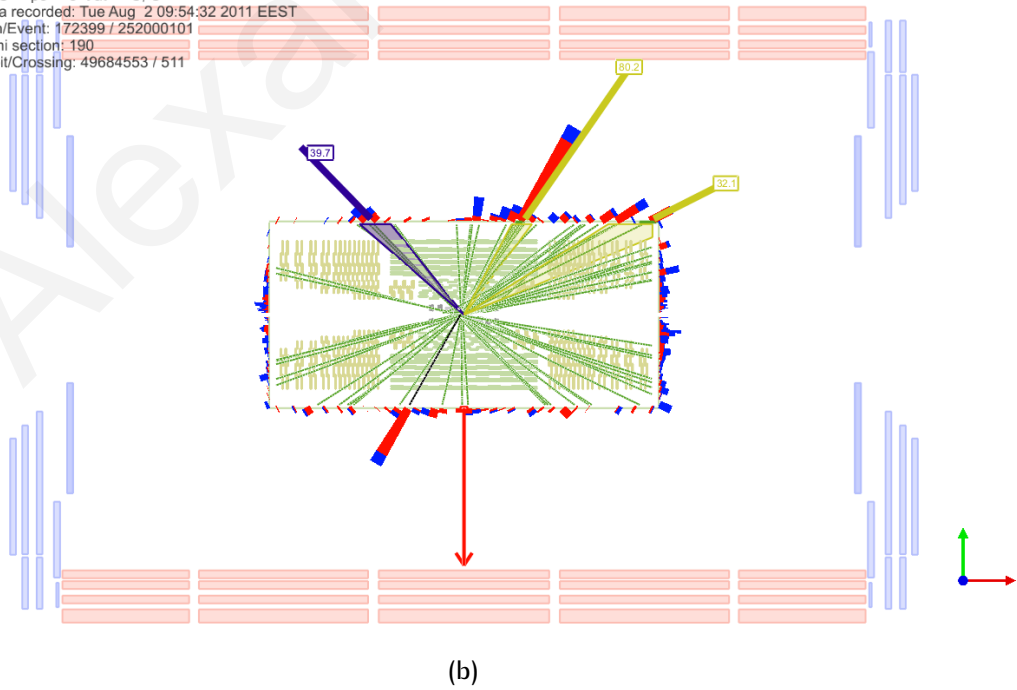 a recorded: Tue Aug 2 09:54:32 2011 EEST
/Event: 172399 / 252000101
i section: 190
it/Crossing: 49684553 / 511
80.2
39.7
32.1
Alexa
(b)